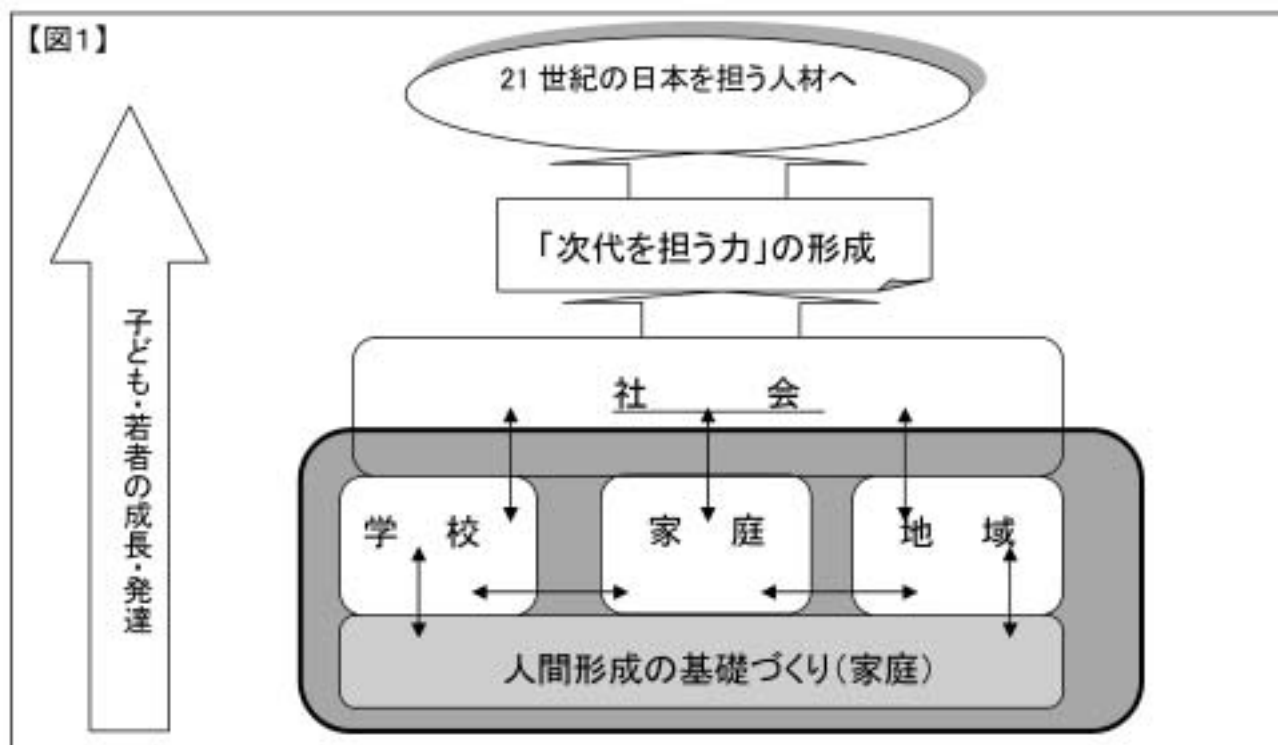 【図1】
21 世紀の日本を担う人材へ
「次代を担う力」の形成
子ども・若者の成長・発達
社 会
学 校
家 庭
地 域
人間形成の基礎づくり(家庭)